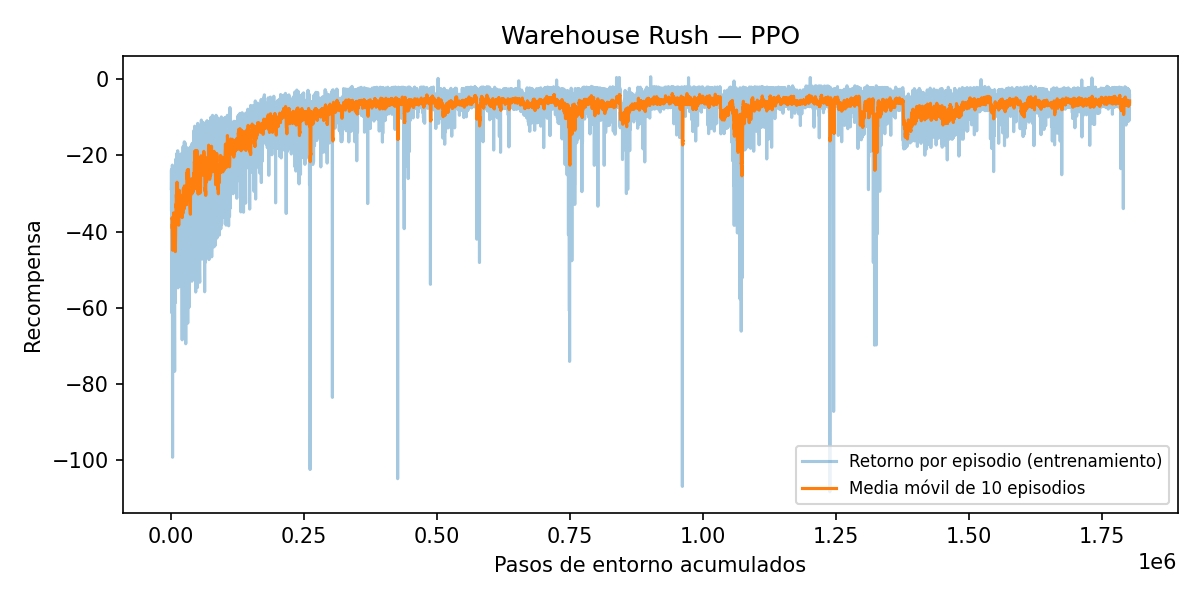 Warehouse Rush — PPO
Recompensa
0
−20
−40
−60
−80
−100
0.00 0.25 0.50 0.75 1.00 1.25 1.50 1.75
1e6
Pasos de entorno acumulados
Retorno por episodio (entrenamiento)
Media móvil de 10 episodios